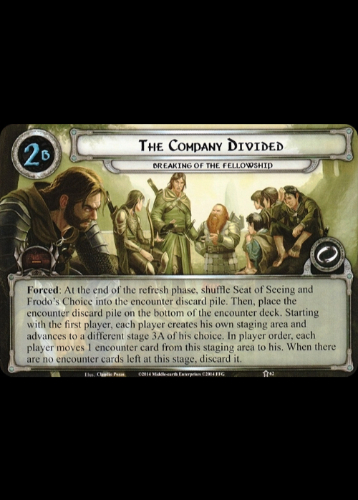 2B
THE COMPANY DIVIDED
BREAKING OF THE FELLOWSHIP
Forced: At the end of the refresh phase, shuffle Seat of Seeing and
Frodo's Choice into the encounter discard pile. Then, place the
encounter discard pile on the bottom of the encounter deck. Starting
with the first player, each player creates his own staging area and
advances to a different stage 3A of his choice. In player order, each
player moves 1 encounter card from this staging area to his. When there
are no encounter cards left at this stage, discard it.
©2014 Middle-earth Enterprises ©2014 FFG